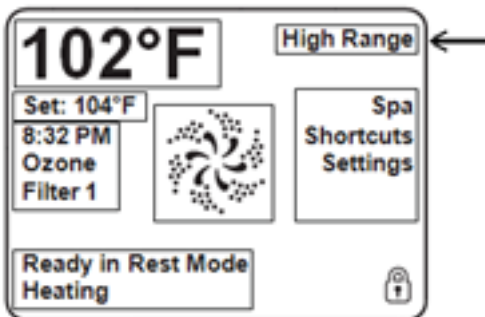 102°F
High Range
Set: 104°F
8:32 PM
Ozone
Filter 1
Spa
Shortcuts
Settings
Ready in Rest Mode
Heating